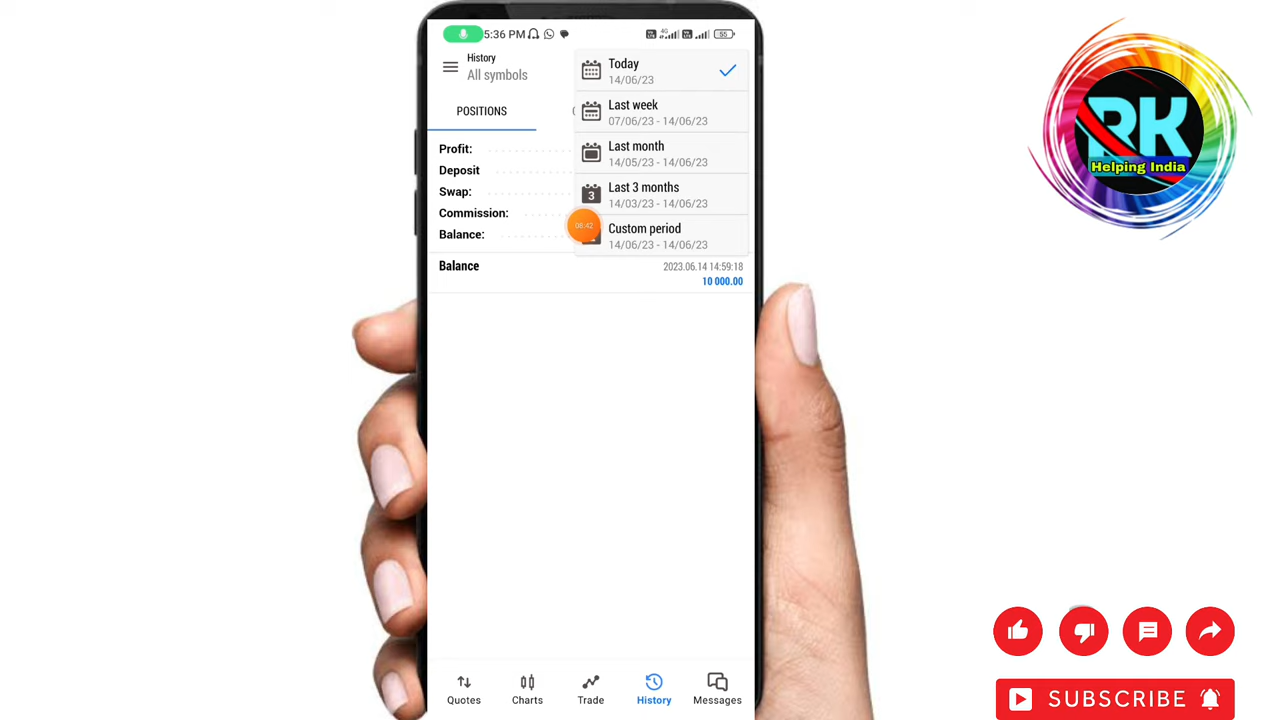 5:36 PM
4G
55
History
All symbols
POSITIONS
Profit:
Deposit
Swap:
Commission:
Balance:
Today
14/06/23
Last week
07/06/23 - 14/06/23
Last month
14/05/23 - 14/06/23
3
Last 3 months
14/03/23 - 14/06/23
Custom period
14/06/23 - 14/06/23
Balance
2023.06.14 14:59:18
10 000.00
Quotes
Charts
Trade
History
Messages
RK
Helping India
SUBSCRIBE